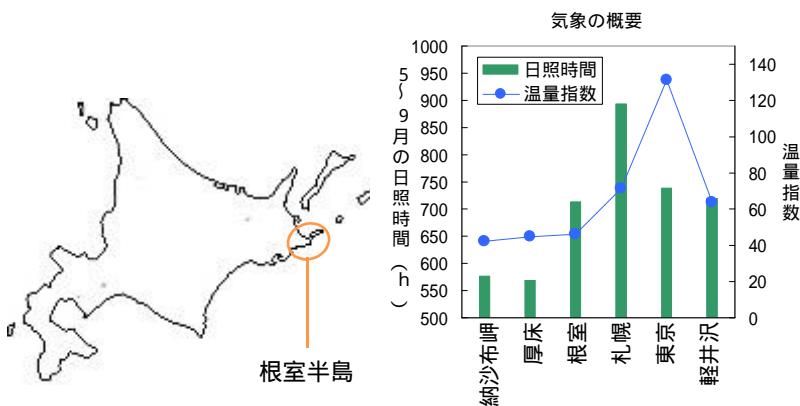 根室半島
気象の概要
5～9月の日照時間（h）
1000
950
900
850
800
750
700
650
600
550
500
日照時間
温量指数
140
120
100
80
60
40
20
0
温量指数
納沙布岬
厚床
根室
札幌
東京
軽井沢